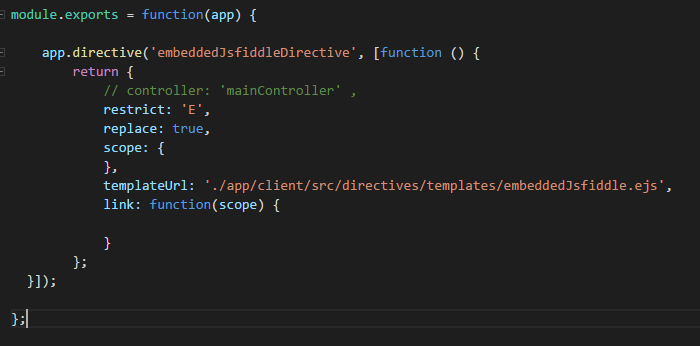 module.exports = function(app) {
app.directive('embeddedJsfiddleDirective', [function () {
return {
// controller: 'mainController' ,
restrict: 'E',
replace: true,
scope: {
},
templateUrl: './app/client/src/directives/templates/embeddedJsfiddle.ejs',
link: function(scope) {
}
};
}]);
};